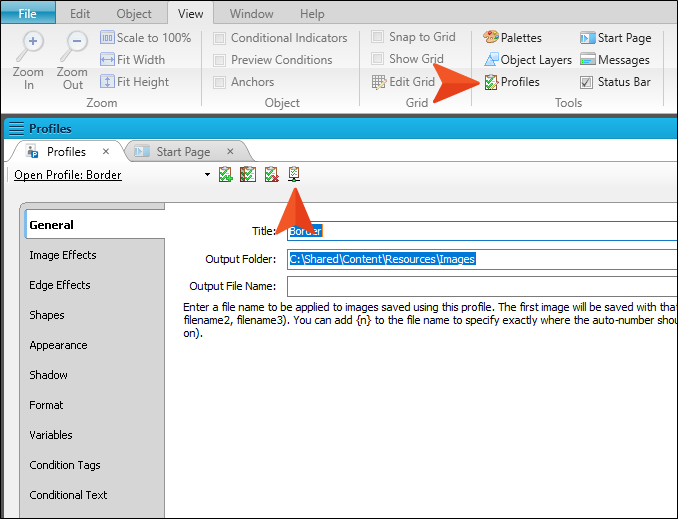 File Edit Object View Window Help
Zoom In
Zoom Out
Scale to 100%
Fit Width
Fit Height
Zoom
Conditional Indicators
Preview Conditions
Anchors
Object
Snap to Grid
Show Grid
Edit Grid
Grid
Palettes
Object Layers
Profiles
Start Page
Messages
Status Bar
Tools
Profiles
Profiles × Start Page ×
Open Profile: Border
General
Image Effects
Edge Effects
Shapes
Appearance
Shadow
Format
Variables
Condition Tags
Conditional Text
Title: Border
Output Folder: C:\Shared\Content\Resources\Images
Output File Name:
Enter a file name to be applied to images saved using this profile. The first image will be saved with that
filename2, filename3). You can add {n} to the file name to specify exactly where the auto-number shou
on).